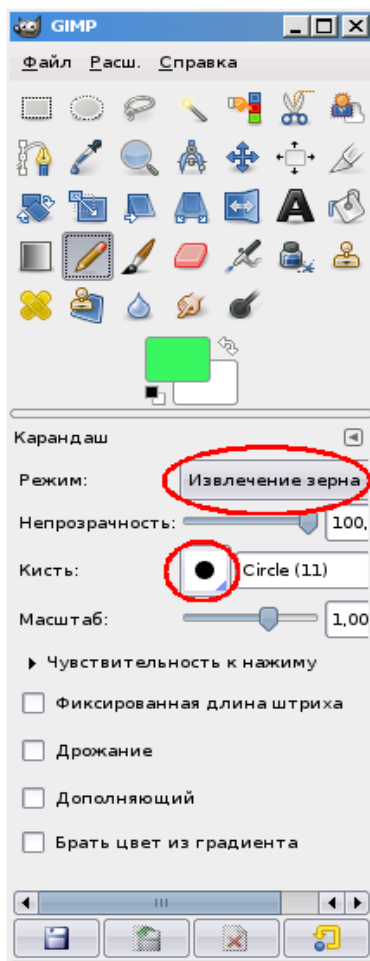 GIMP
Файл Расш. Справка
Карандаш
Режим: Извлечение зерна
Непрозрачность: 100,
Кисть: Circle (11)
Масштаб: 1,00
Чувствительность к нажиму
Фиксированная длина штриха
Дрожание
Дополняющий
Брать цвет из градиента